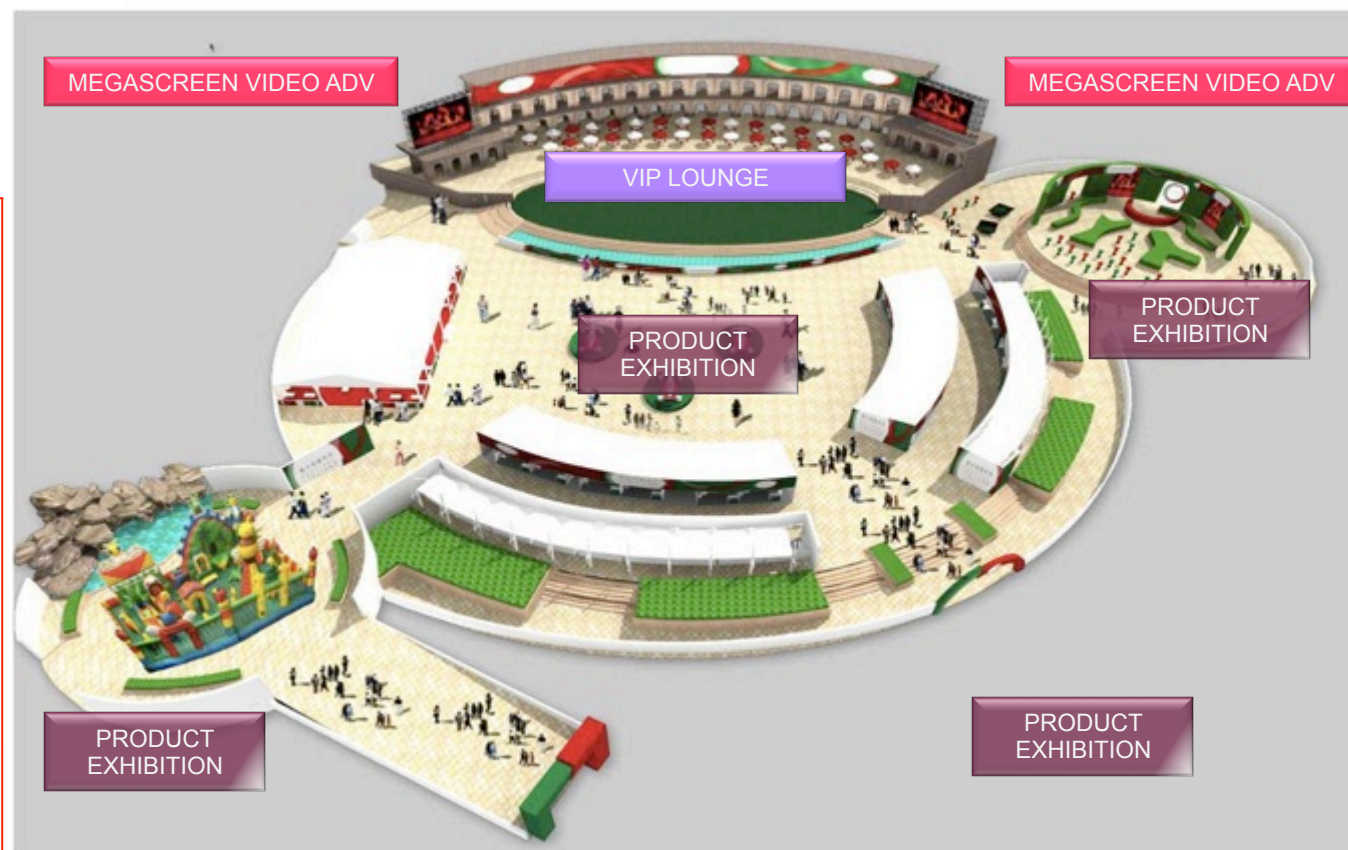 MEGASCREEN VIDEO ADV
MEGASCREEN VIDEO ADV
VIP LOUNGE
PRODUCT
EXHIBITION
PRODUCT
EXHIBITION
PRODUCT
EXHIBITION
PRODUCT
EXHIBITION